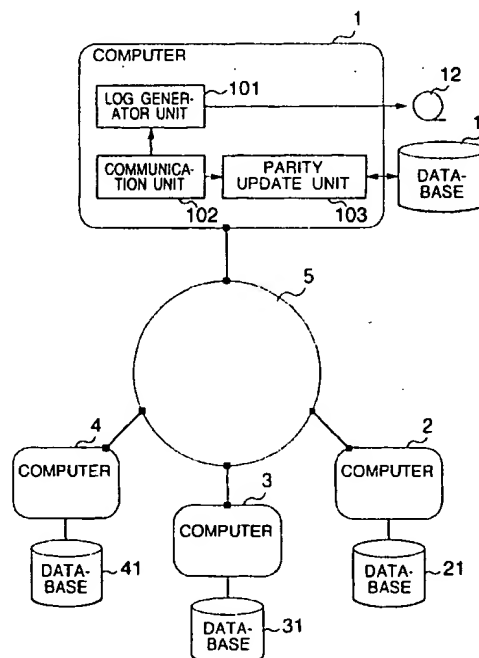 1
COMPUTER
LOG GENER-
ATOR UNIT
101
12
COMMUNICA-
TION UNIT
102
PARITY
UPDATE UNIT
103
1
DATA-
BASE
5
4
COMPUTER
DATA-
BASE
41
3
COMPUTER
DATA-
BASE
31
2
COMPUTER
DATA-
BASE
21